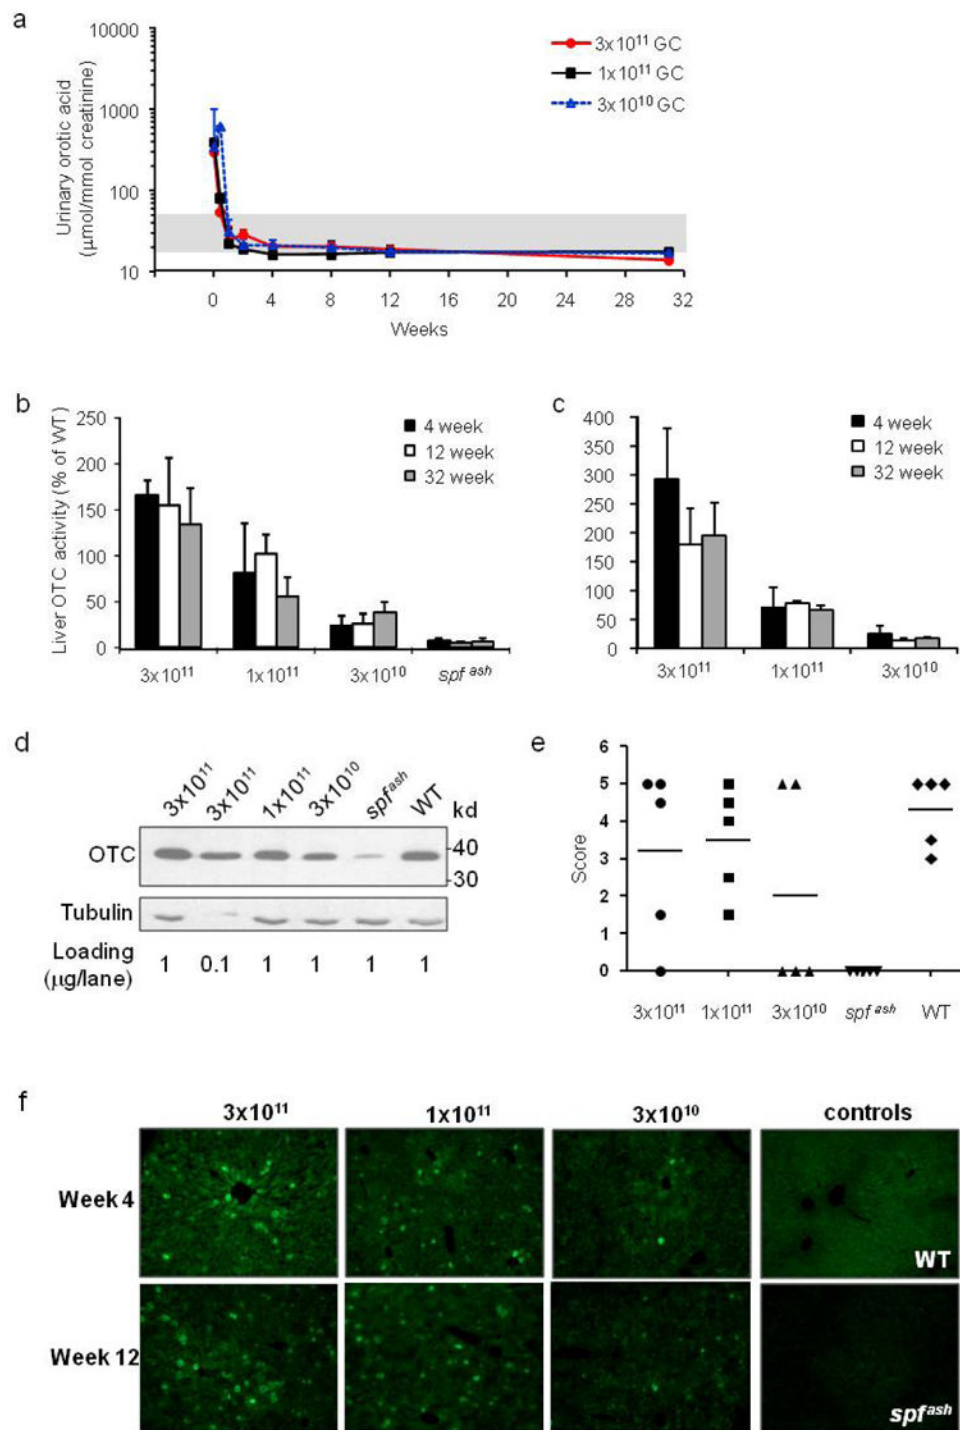 a
10000
1000
100
10
Urinary orotic acid
(μmol/mmol creatinine)
3x10¹¹ GC
1x10¹¹ GC
3x10¹⁰ GC
0 4 8 12 16 20 24 28 32
Weeks
b
250
200
150
100
50
0
Liver OTC activity (% of WT)
4 week
12 week
32 week
3x10¹¹ 1x10¹¹ 3x10¹⁰ spf ᵃˢʰ
c
400
350
300
250
200
150
100
50
0
4 week
12 week
32 week
3x10¹¹ 1x10¹¹ 3x10¹⁰
d
3x10¹¹ 3x10¹¹ 1x10¹¹ 3x10¹⁰ spfᵃˢʰ WT
kd
OTC
40
30
Tubulin
Loading
(μg/lane)
1 0.1 1 1 1 1
e
6
5
4
3
2
1
0
Score
3x10¹¹ 1x10¹¹ 3x10¹⁰ spf ᵃˢʰ WT
f
3x10¹¹ 1x10¹¹ 3x10¹⁰ controls
Week 4
WT
Week 12
spfᵃˢʰ